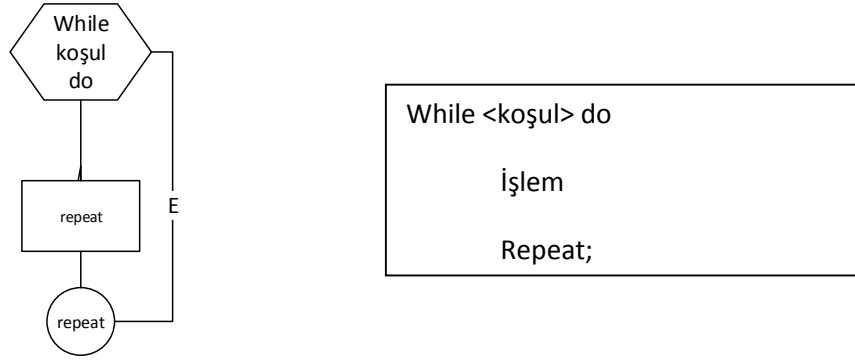 While
koşul
do
repeat
E
repeat
While <koşul> do
İşlem
Repeat;